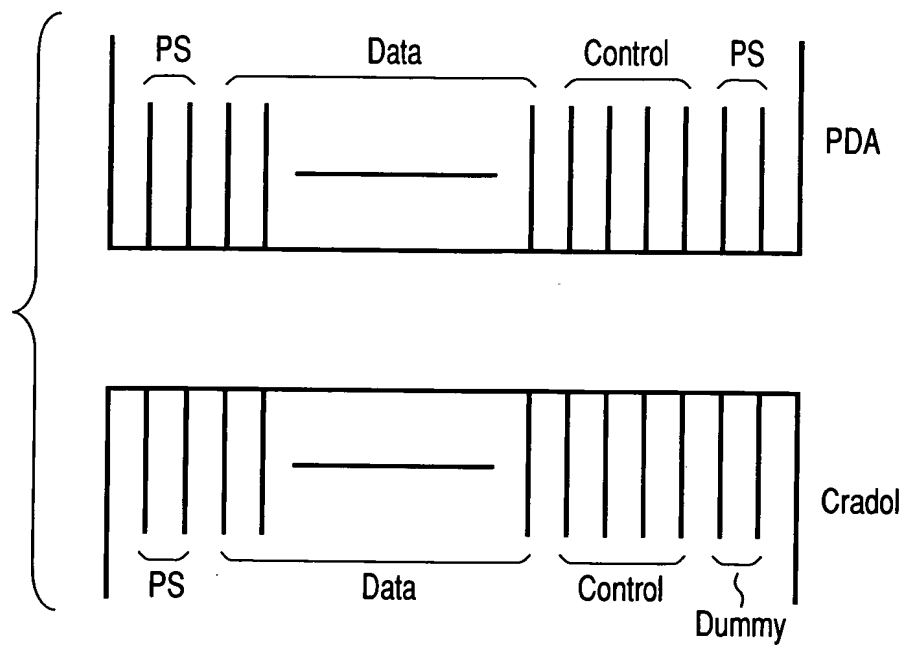 PS Data Control PS
PDA
Cradol
PS Data Control
Dummy